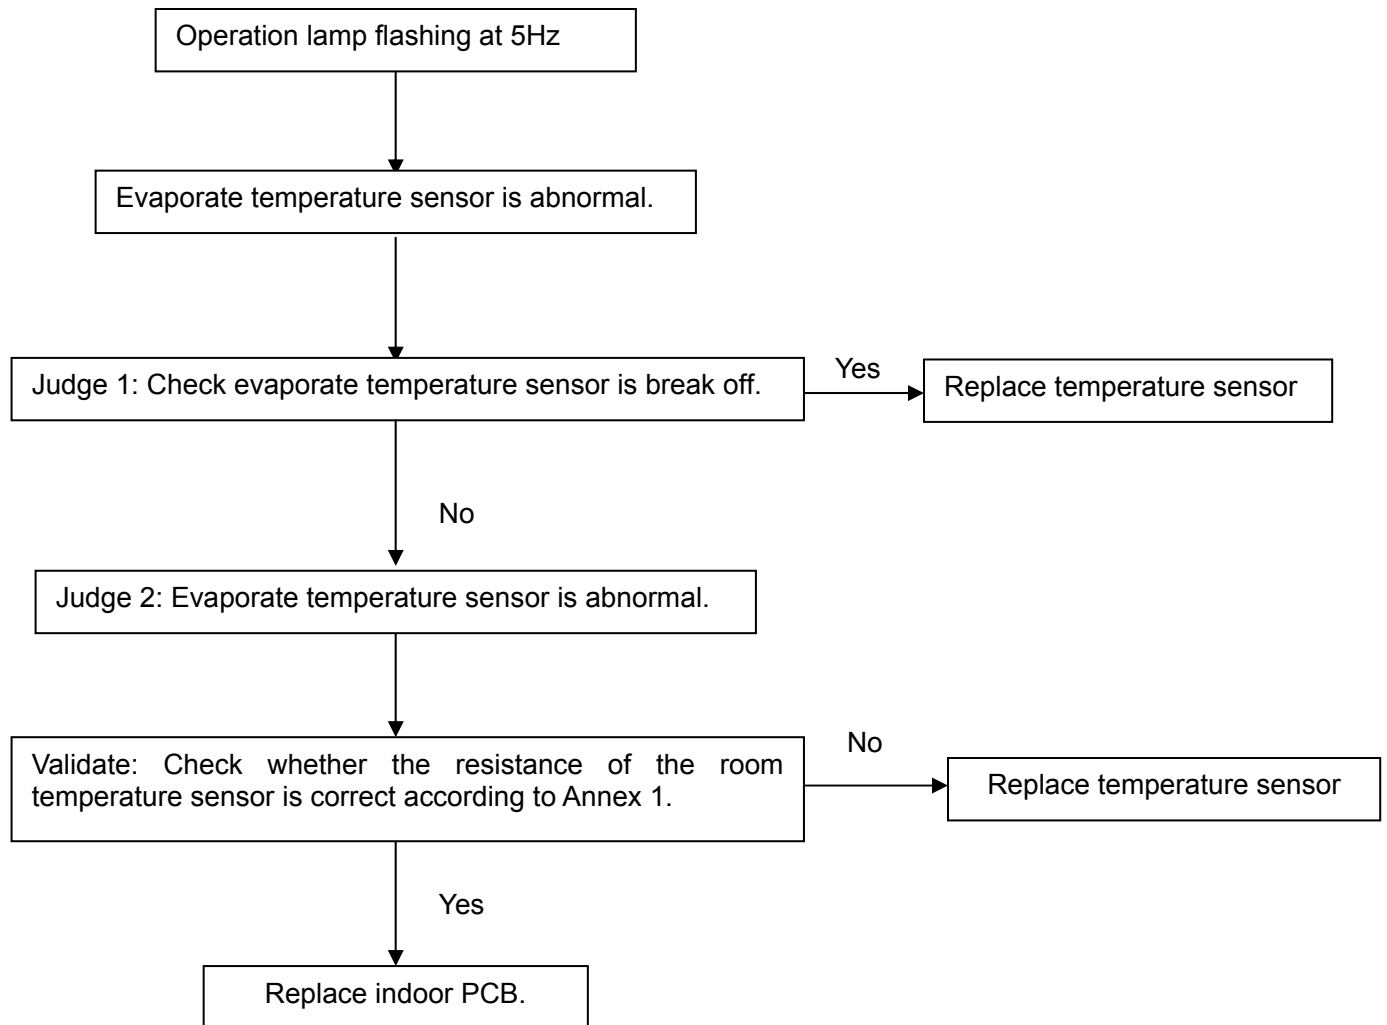 Operation lamp flashing at 5Hz
Evaporate temperature sensor is abnormal.
Judge 1: Check evaporate temperature sensor is break off.
Yes
Replace temperature sensor
No
Judge 2: Evaporate temperature sensor is abnormal.
Validate: Check whether the resistance of the room
temperature sensor is correct according to Annex 1.
No
Replace temperature sensor
Yes
Replace indoor PCB.